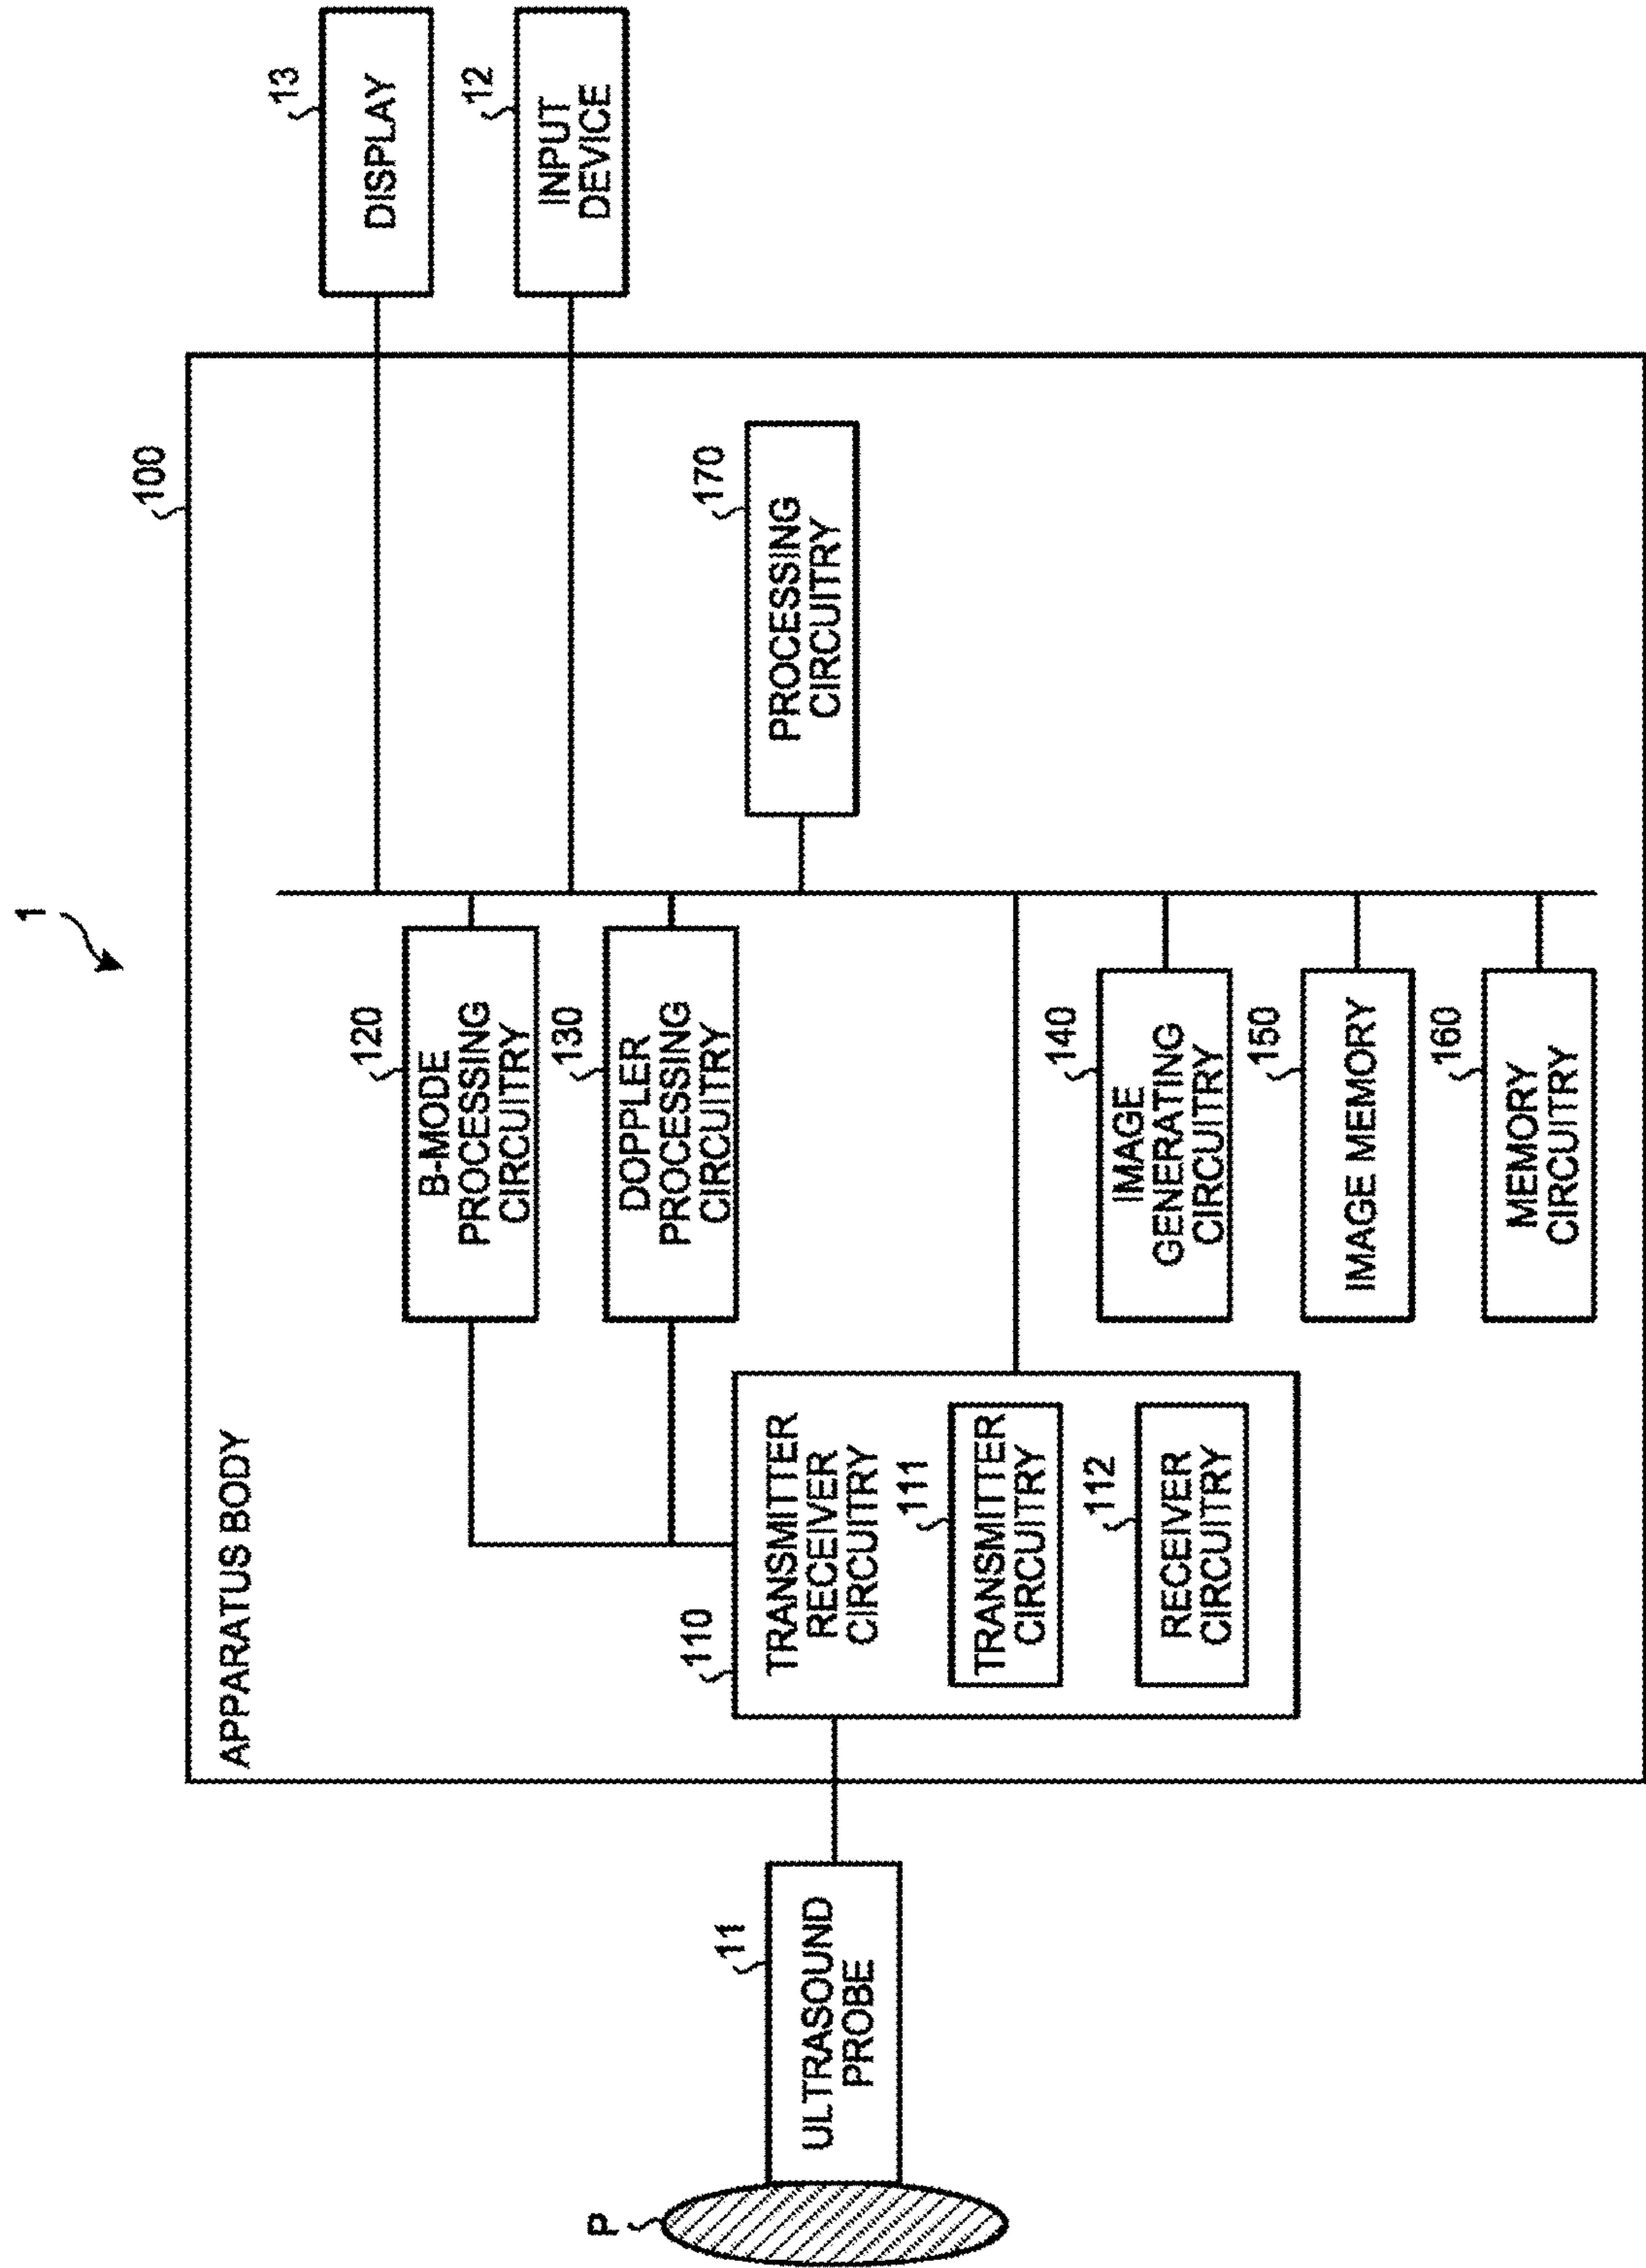 1
100
APPARATUS BODY
13
DISPLAY
12
INPUT
DEVICE
120
B-MODE
PROCESSING
CIRCUITRY
130
DOPPLER
PROCESSING
CIRCUITRY
170
PROCESSING
CIRCUITRY
P
11
ULTRASOUND
PROBE
110
TRANSMITTER
RECEIVER
CIRCUITRY
111
TRANSMITTER
CIRCUITRY
112
RECEIVER
CIRCUITRY
140
IMAGE
GENERATING
CIRCUITRY
150
IMAGE MEMORY
160
MEMORY
CIRCUITRY